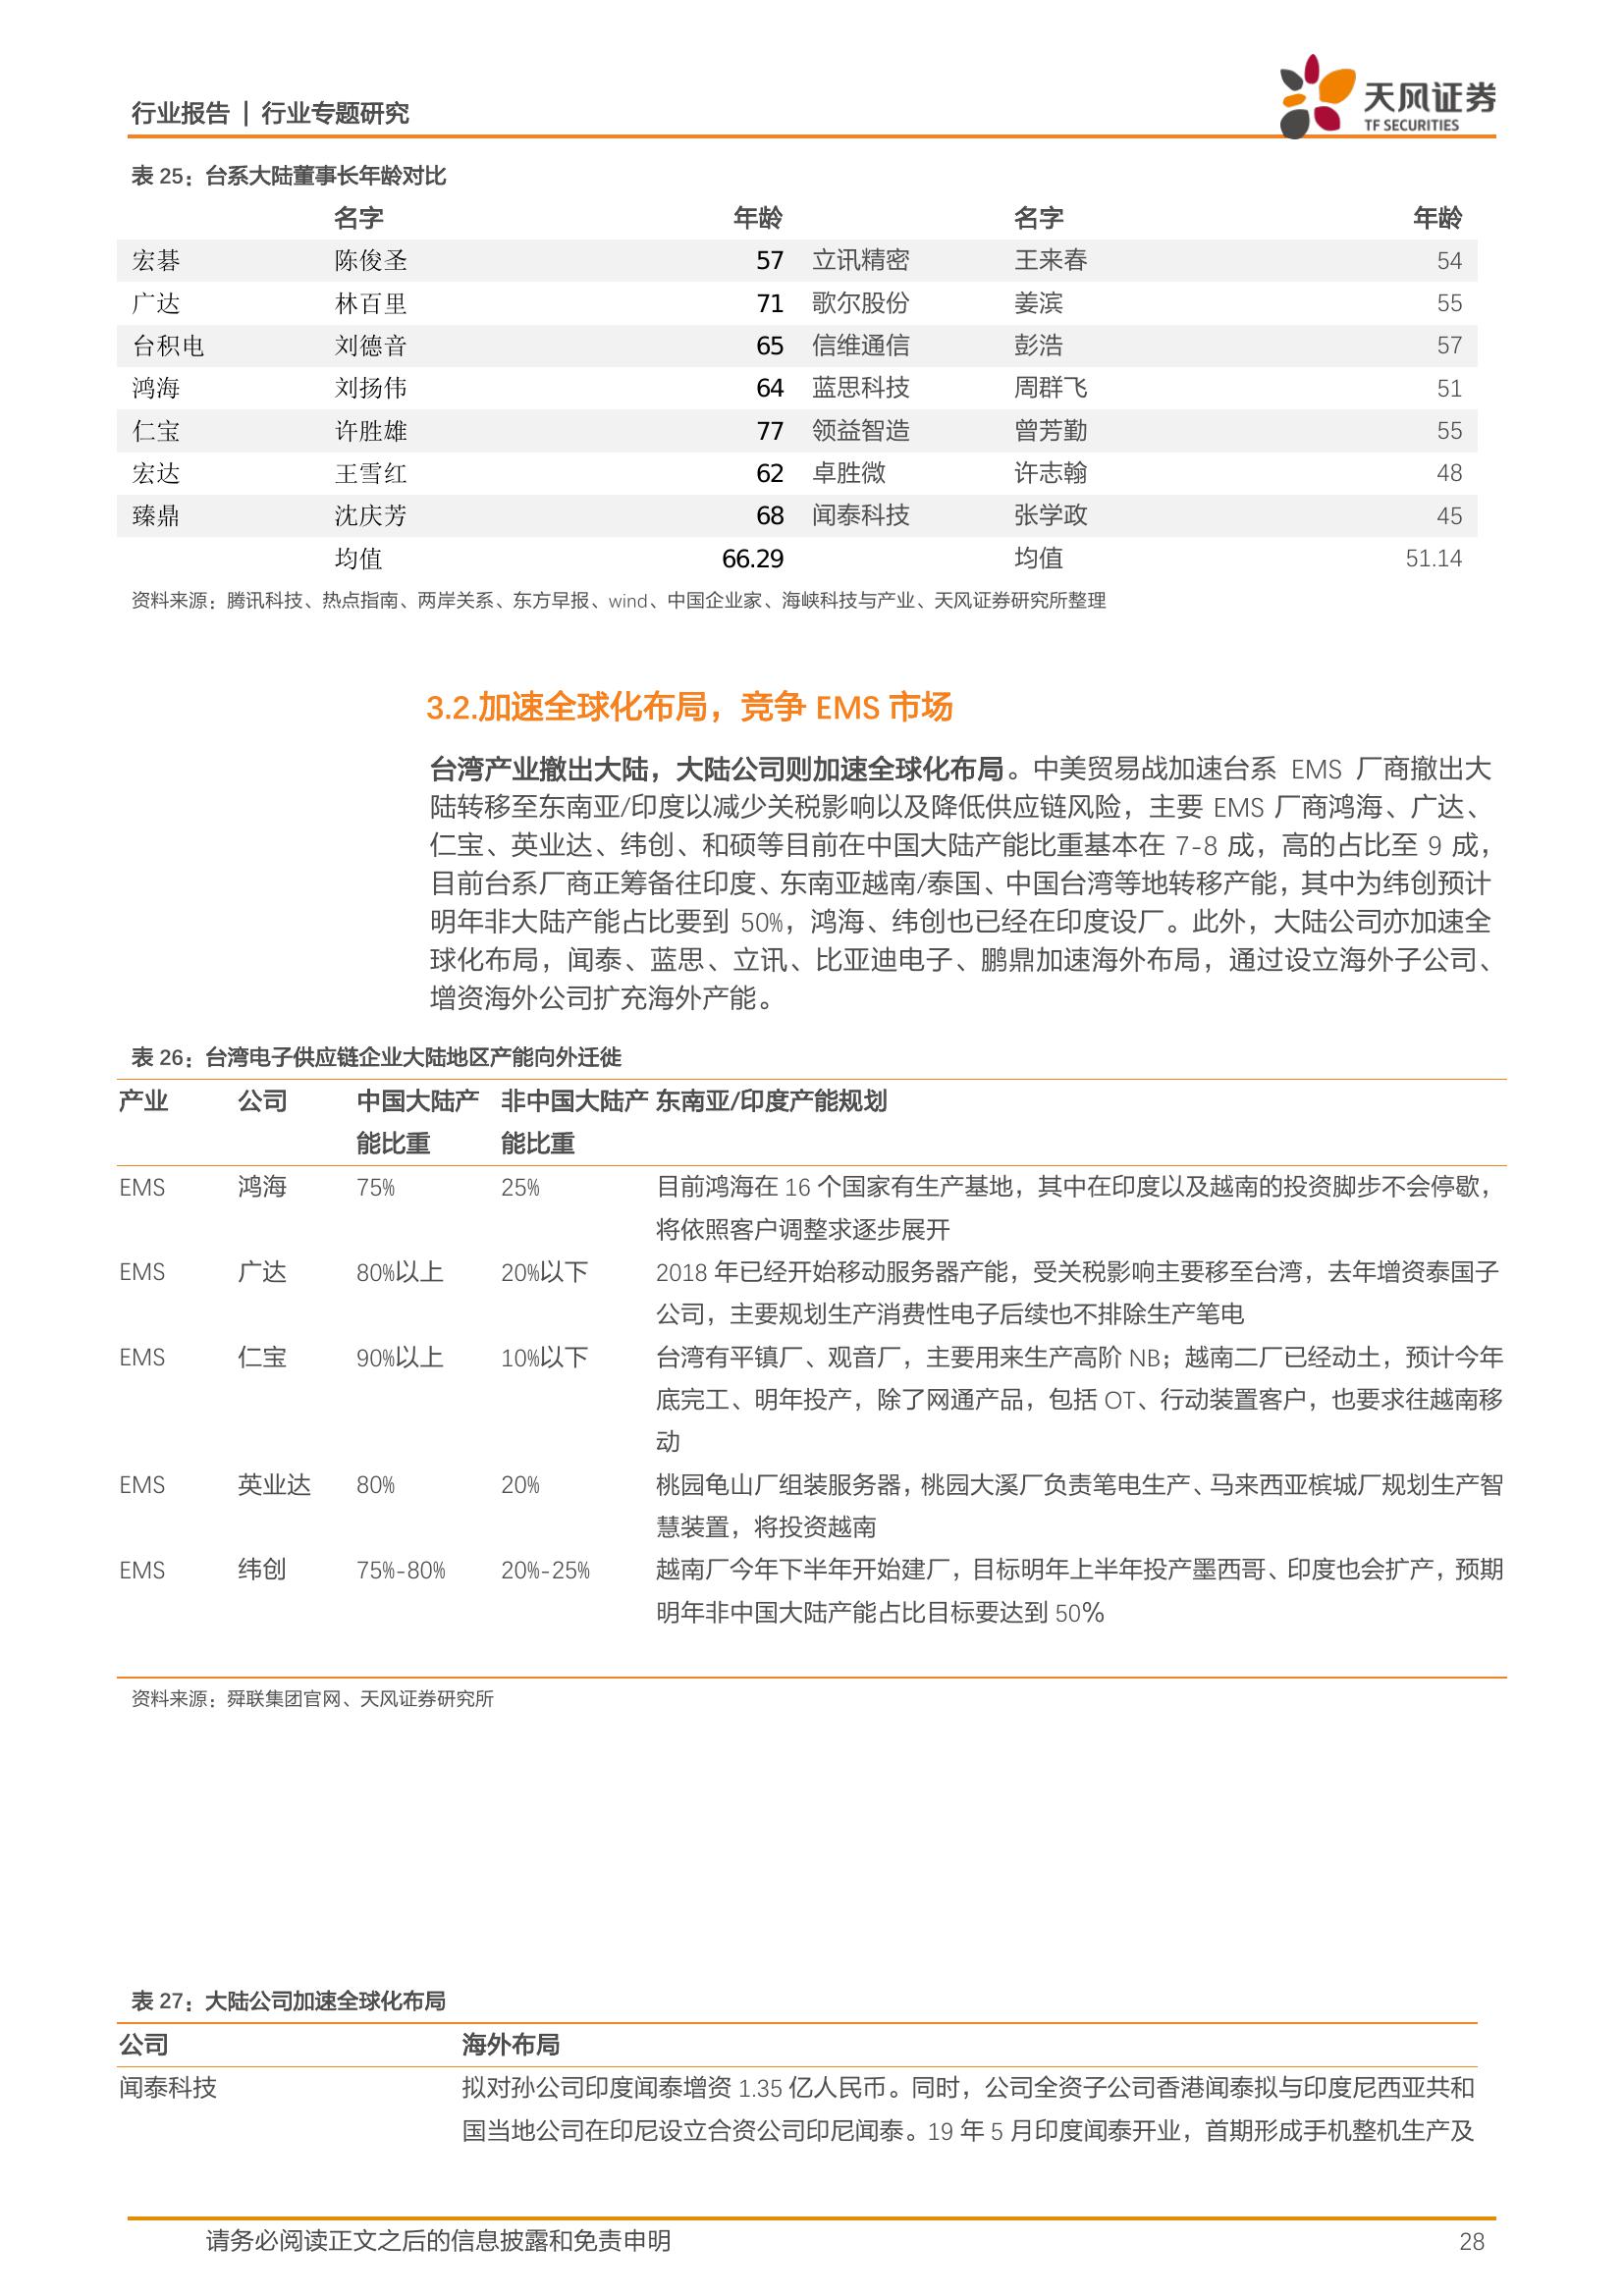 行业报告 | 行业专题研究
天风证券
TF SECURITIES
表 25：台系大陆董事长年龄对比
名字 年龄 名字 年龄
宏碁 陈俊圣 57 立讯精密 王来春 54
广达 林百里 71 歌尔股份 姜滨 55
台积电 刘德音 65 信维通信 彭浩 57
鸿海 刘扬伟 64 蓝思科技 周群飞 51
仁宝 许胜雄 77 领益智造 曾芳勤 55
宏达 王雪红 62 卓胜微 许志翰 48
臻鼎 沈庆芳 68 闻泰科技 张学政 45
均值 66.29 均值 51.14
资料来源：腾讯科技、热点指南、两岸关系、东方早报、wind、中国企业家、海峡科技与产业、天风证券研究所整理
3.2.加速全球化布局，竞争 EMS 市场
台湾产业撤出大陆，大陆公司则加速全球化布局。中美贸易战加速台系 EMS 厂商撤出大
陆转移至东南亚/印度以减少关税影响以及降低供应链风险，主要 EMS 厂商鸿海、广达、
仁宝、英业达、纬创、和硕等目前在中国大陆产能比重基本在 7-8 成，高的占比至 9 成，
目前台系厂商正筹备往印度、东南亚越南/泰国、中国台湾等地转移产能，其中为纬创预计
明年非大陆产能占比要到 50%，鸿海、纬创也已经在印度设厂。此外，大陆公司亦加速全
球化布局，闻泰、蓝思、立讯、比亚迪电子、鹏鼎加速海外布局，通过设立海外子公司、
增资海外公司扩充海外产能。
表 26：台湾电子供应链企业大陆地区产能向外迁徙
产业 公司 中国大陆产 非中国大陆产 东南亚/印度产能规划
能比重 能比重
EMS 鸿海 75% 25% 目前鸿海在 16 个国家有生产基地，其中在印度以及越南的投资脚步不会停歇，
将依照客户调整求逐步展开
EMS 广达 80%以上 20%以下 2018 年已经开始移动服务器产能，受关税影响主要移至台湾，去年增资泰国子
公司，主要规划生产消费性电子后续也不排除生产笔电
EMS 仁宝 90%以上 10%以下 台湾有平镇厂、观音厂，主要用来生产高阶 NB；越南二厂已经动土，预计今年
底完工、明年投产，除了网通产品，包括 OT、行动装置客户，也要求往越南移
动
EMS 英业达 80% 20% 桃园龟山厂组装服务器，桃园大溪厂负责笔电生产、马来西亚槟城厂规划生产智
慧装置，将投资越南
EMS 纬创 75%-80% 20%-25% 越南厂今年下半年开始建厂，目标明年上半年投产墨西哥、印度也会扩产，预期
明年非中国大陆产能占比目标要达到 50%
资料来源：舜联集团官网、天风证券研究所
表 27：大陆公司加速全球化布局
公司 海外布局
闻泰科技 拟对孙公司印度闻泰增资 1.35 亿人民币。同时，公司全资子公司香港闻泰拟与印度尼西亚共和
国当地公司在印尼设立合资公司印尼闻泰。19 年 5 月印度闻泰开业，首期形成手机整机生产及
请务必阅读正文之后的信息披露和免责申明 28